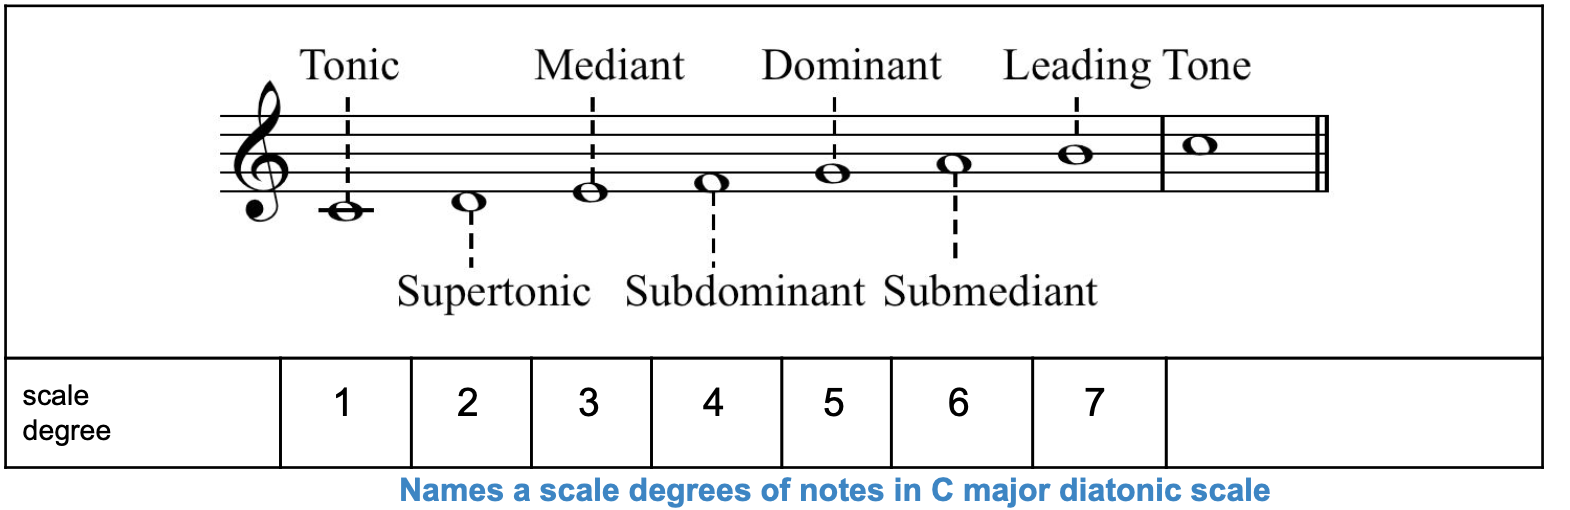 Tonic Mediant Dominant Leading Tone
Supertonic Subdominant Submediant
scale
degree
1 2 3 4 5 6 7
Names a scale degrees of notes in C major diatonic scale